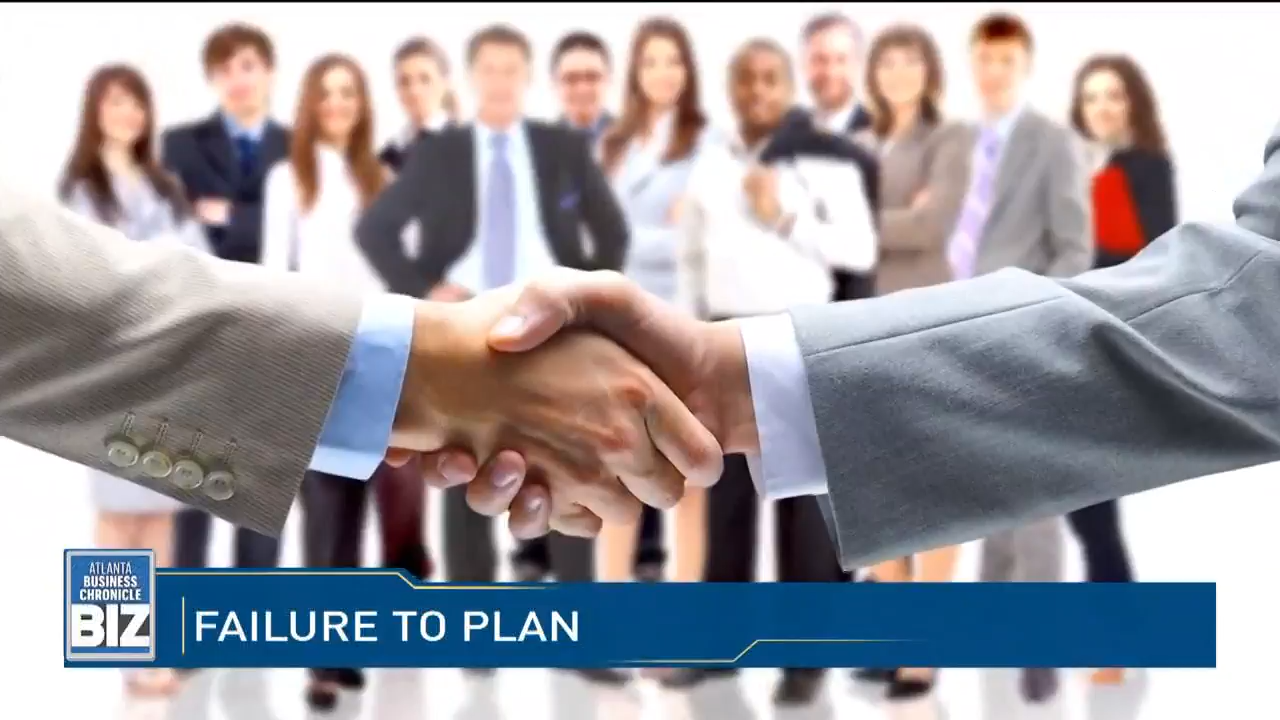 ATLANTA
BUSINESS
CHRONICLE
BIZ
FAILURE TO PLAN